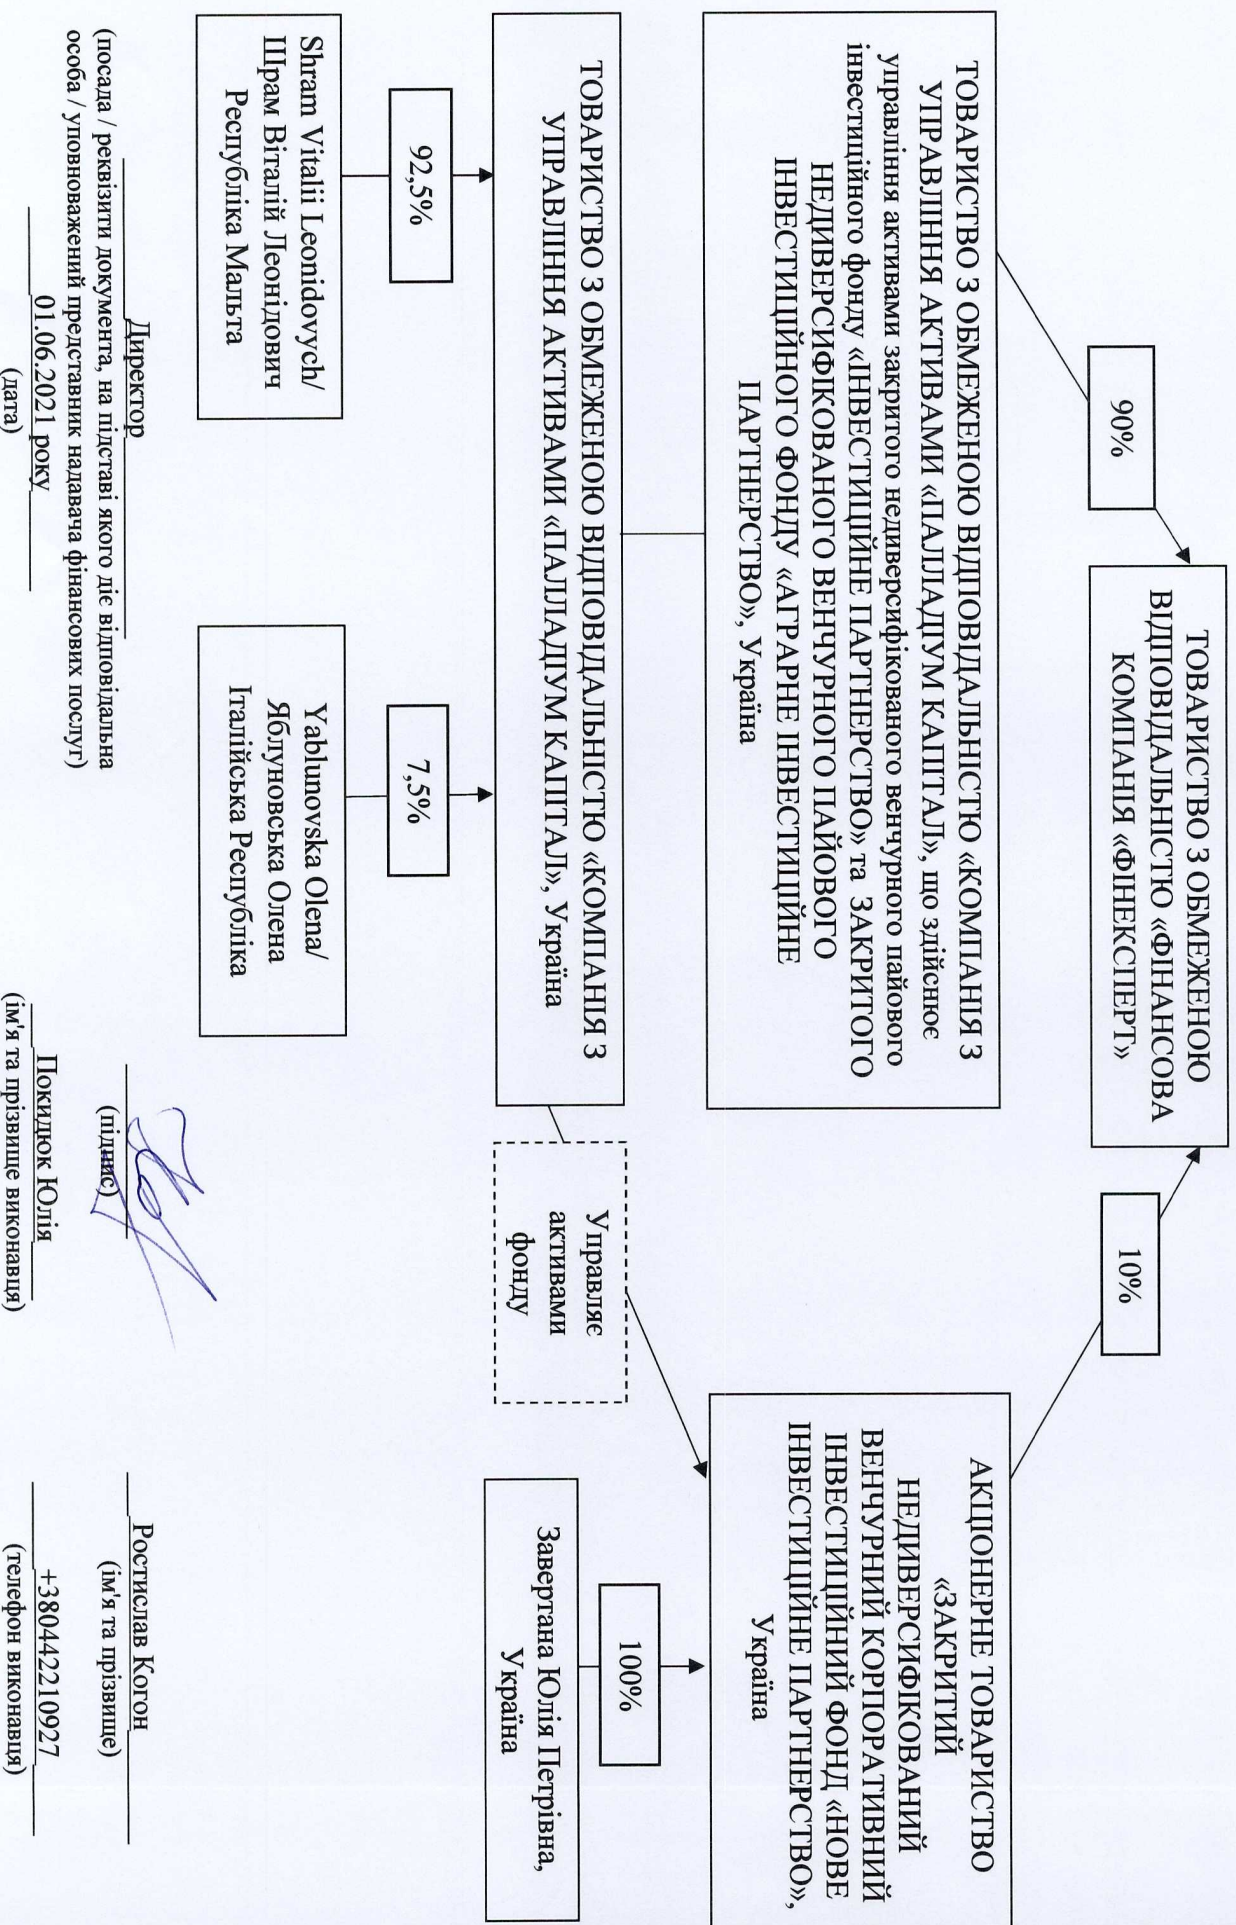 ТОВАРИСТВО З ОБМЕЖЕНОЮ
ВІДПОВІДАЛЬНІСТЮ «ФІНАНСОВА
КОМПАНІЯ «ФІНЕКСПЕРТ»
90%
10%
ТОВАРИСТВО З ОБМЕЖЕНОЮ ВІДПОВІДАЛЬНІСТЮ «КОМПАНІЯ З
УПРАВЛІННЯ АКТИВАМИ «ПАЛЛАДІУМ КАПІТАЛ», що здійснює
управління активами закритого недиверсифікованого венчурного пайового
інвестиційного фонду «ІНВЕСТИЦІЙНЕ ПАРТНЕРСТВО» та ЗАКРИТОГО
НЕДИВЕРСИФІКОВАНОГО ВЕНЧУРНОГО ПАЙОВОГО
ІНВЕСТИЦІЙНОГО ФОНДУ «АГРАРНЕ ІНВЕСТИЦІЙНЕ
ПАРТНЕРСТВО», Україна
АКЦІОНЕРНЕ ТОВАРИСТВО
«ЗАКРИТИЙ
НЕДИВЕРСИФІКОВАНИЙ
ВЕНЧУРНИЙ КОРПОРАТИВНИЙ
ІНВЕСТИЦІЙНИЙ ФОНД «НОВЕ
ІНВЕСТИЦІЙНЕ ПАРТНЕРСТВО»,
Україна
ТОВАРИСТВО З ОБМЕЖЕНОЮ ВІДПОВІДАЛЬНІСТЮ «КОМПАНІЯ З
УПРАВЛІННЯ АКТИВАМИ «ПАЛЛАДІУМ КАПІТАЛ», Україна
Управляє
активами
фонду
100%
Завертана Юлія Петрівна,
Україна
92,5%
7,5%
Shram Vitalii Leonidovych/
Шрам Віталій Леонідович
Республіка Мальта
Yablunovska Olena/
Яблуновська Олена
Італійська Республіка
Директор
(посада / реквізити документа, на підставі якого діє відповідальна
особа / уповноважений представник надавача фінансових послуг)
(підпис)
Ростислав Когон
(ім'я та прізвище)
01.06.2021 року
(дата)
Покидюк Юлія
(ім'я та прізвище виконавця)
+380442210927
(телефон виконавця)